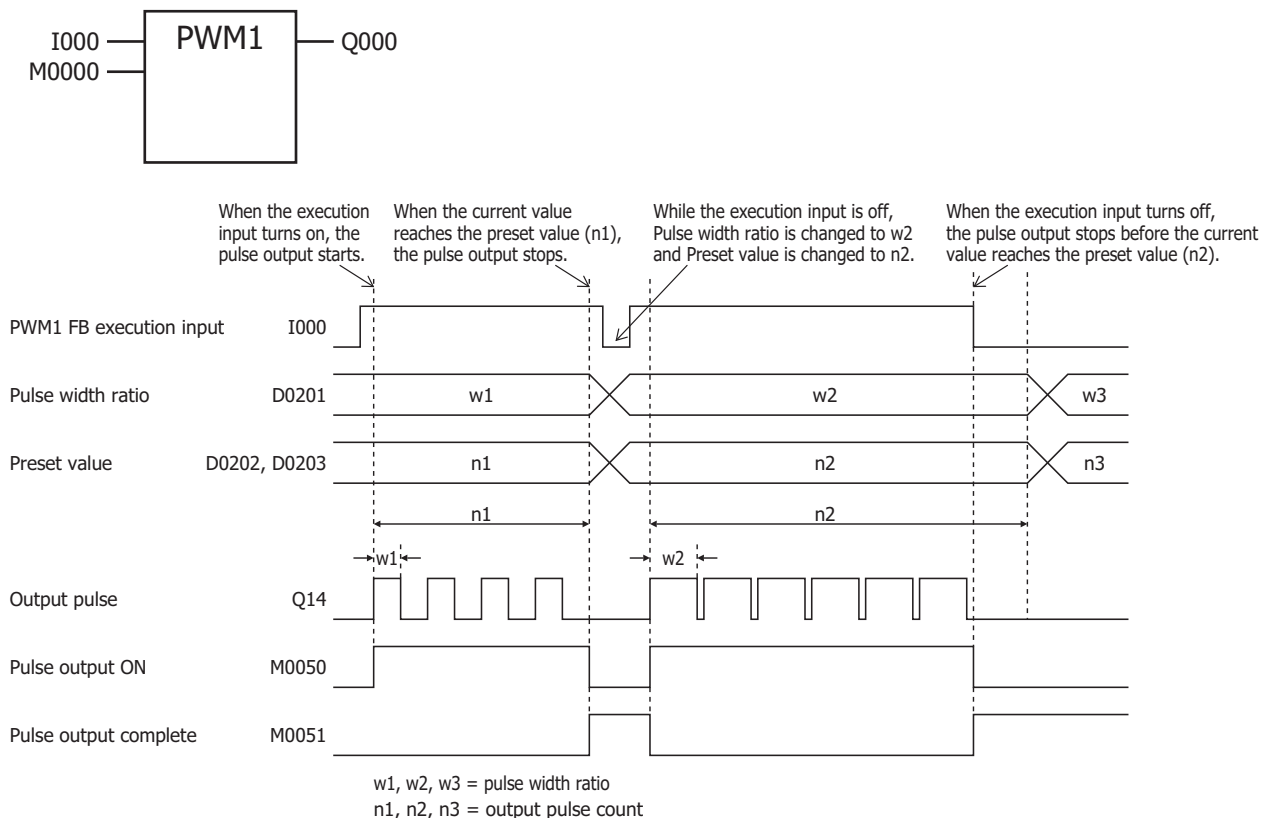 PWM1
I000
Q000
M0000
When the execution
input turns on, the
pulse output starts.
When the current value
reaches the preset value (n1),
the pulse output stops.
While the execution input is off,
Pulse width ratio is changed to w2
and Preset value is changed to n2.
When the execution input turns off,
the pulse output stops before the current
value reaches the preset value (n2).
PWM1 FB execution input I000
Pulse width ratio D0201 w1 w2 w3
Preset value D0202, D0203 n1 n2 n3
n1 n2
w1 w2
Output pulse Q14
Pulse output ON M0050
Pulse output complete M0051
w1, w2, w3 = pulse width ratio
n1, n2, n3 = output pulse count